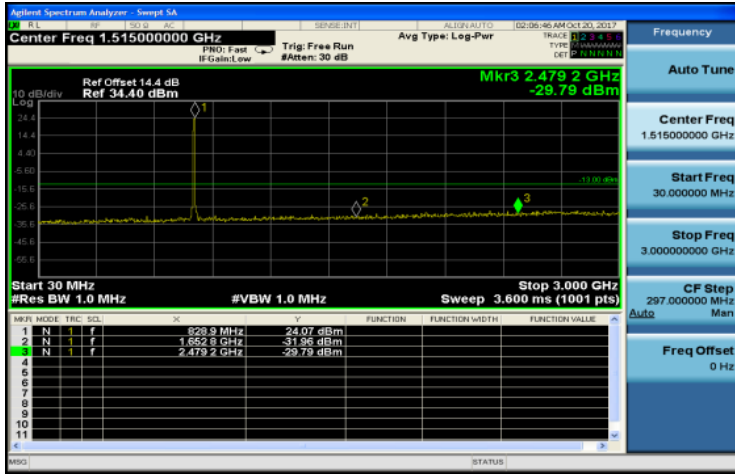 Agilent Spectrum Analyzer - Swept SA
RL RF 50 Ω AC SENSE:INT ALIGNAUTO 02:06:46 AM Oct 20, 2017
Center Freq 1.515000000 GHz
PNO: Fast
IFGain:Low
Trig: Free Run
#Atten: 30 dB
Avg Type: Log-Pwr
TRACE 1 2 3 4 5 6
TYPE
DET P N N N N N
Frequency
Auto Tune
Center Freq
1.515000000 GHz
Start Freq
30.000000 MHz
Stop Freq
3.000000000 GHz
CF Step
297.000000 MHz
Auto Man
Freq Offset
0 Hz
Mkr3 2.479 2 GHz
-29.79 dBm
Ref Offset 14.4 dB
10 dB/div Ref 34.40 dBm
Log
24.4
14.4
4.40
-5.60
-15.6
-25.6
-35.6
-45.6
-55.6
1
2
3
-13.00 dBm
Start 30 MHz Stop 3.000 GHz
#Res BW 1.0 MHz #VBW 1.0 MHz Sweep 3.600 ms (1001 pts)
MKR MODE TRC SCL X Y FUNCTION FUNCTION WIDTH FUNCTION VALUE
1 N 1 f 828.9 MHz 24.07 dBm
2 N 1 f 1.652 8 GHz -31.96 dBm
3 N 1 f 2.479 2 GHz -29.79 dBm
4
5
6
7
8
9
10
11
MSG STATUS